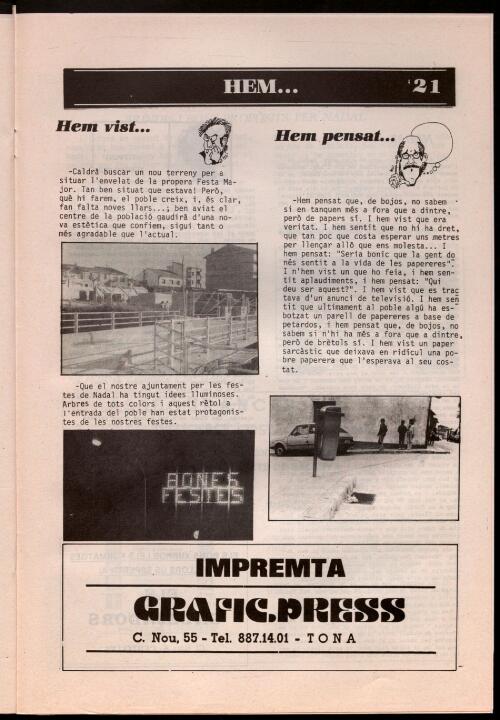 HEM...
'21
Hem vist...
-Caldrà buscar un nou terreny per a
situar l'envelat de la propera Festa Ma-
jor. Tan ben situat que estava! Però,
què hi farem, el poble creix, i, és clar,
fan falta noves llars...; ben aviat el
centre de la població gaudirà d'una no-
va estètica que confiem, sigui tant o
més agradable que l'actual.
-Que el nostre ajuntament per les fes-
tes de Nadal ha tingut idees lluminoses.
Arbres de tots colors i aquest rètol a
l'entrada del poble han estat protagonis-
tes de les nostres festes.
BONES
FESTES
Hem pensat...
-Hem pensat que, de bojos, no sabem
si en tanquen més a fora que a dintre,
però de papers sí. I hem vist que era
veritat. I hem sentit que no hi ha dret,
que tan poc que costa esperar uns metres
per llençar allò que ens molesta... I
hem pensat: "Seria bonic que la gent do
nés sentit a la vida de les papereres".
I n'hem vist un que ho feia, i hem sen-
tit aplaudiments, i hem pensat: "Qui
deu ser aquest?". I hem vist que es trac
tava d'un anunci de televisió. I hem sen
tit que ultimament al poble algú ha es-
botzat un parell de papereres a base de
petardos, i hem pensat que, de bojos, no
sabem si n'hi ha més a fora que a dintre,
però de brètols sí. I hem vist un paper
sarcàstic que deixava en ridícul una po-
bre paperera que l'esperava al seu cos-
tat.
IMPREMTA
GRAFIC.PRESS
C. Nou, 55 - Tel. 887.14.01 - TONA